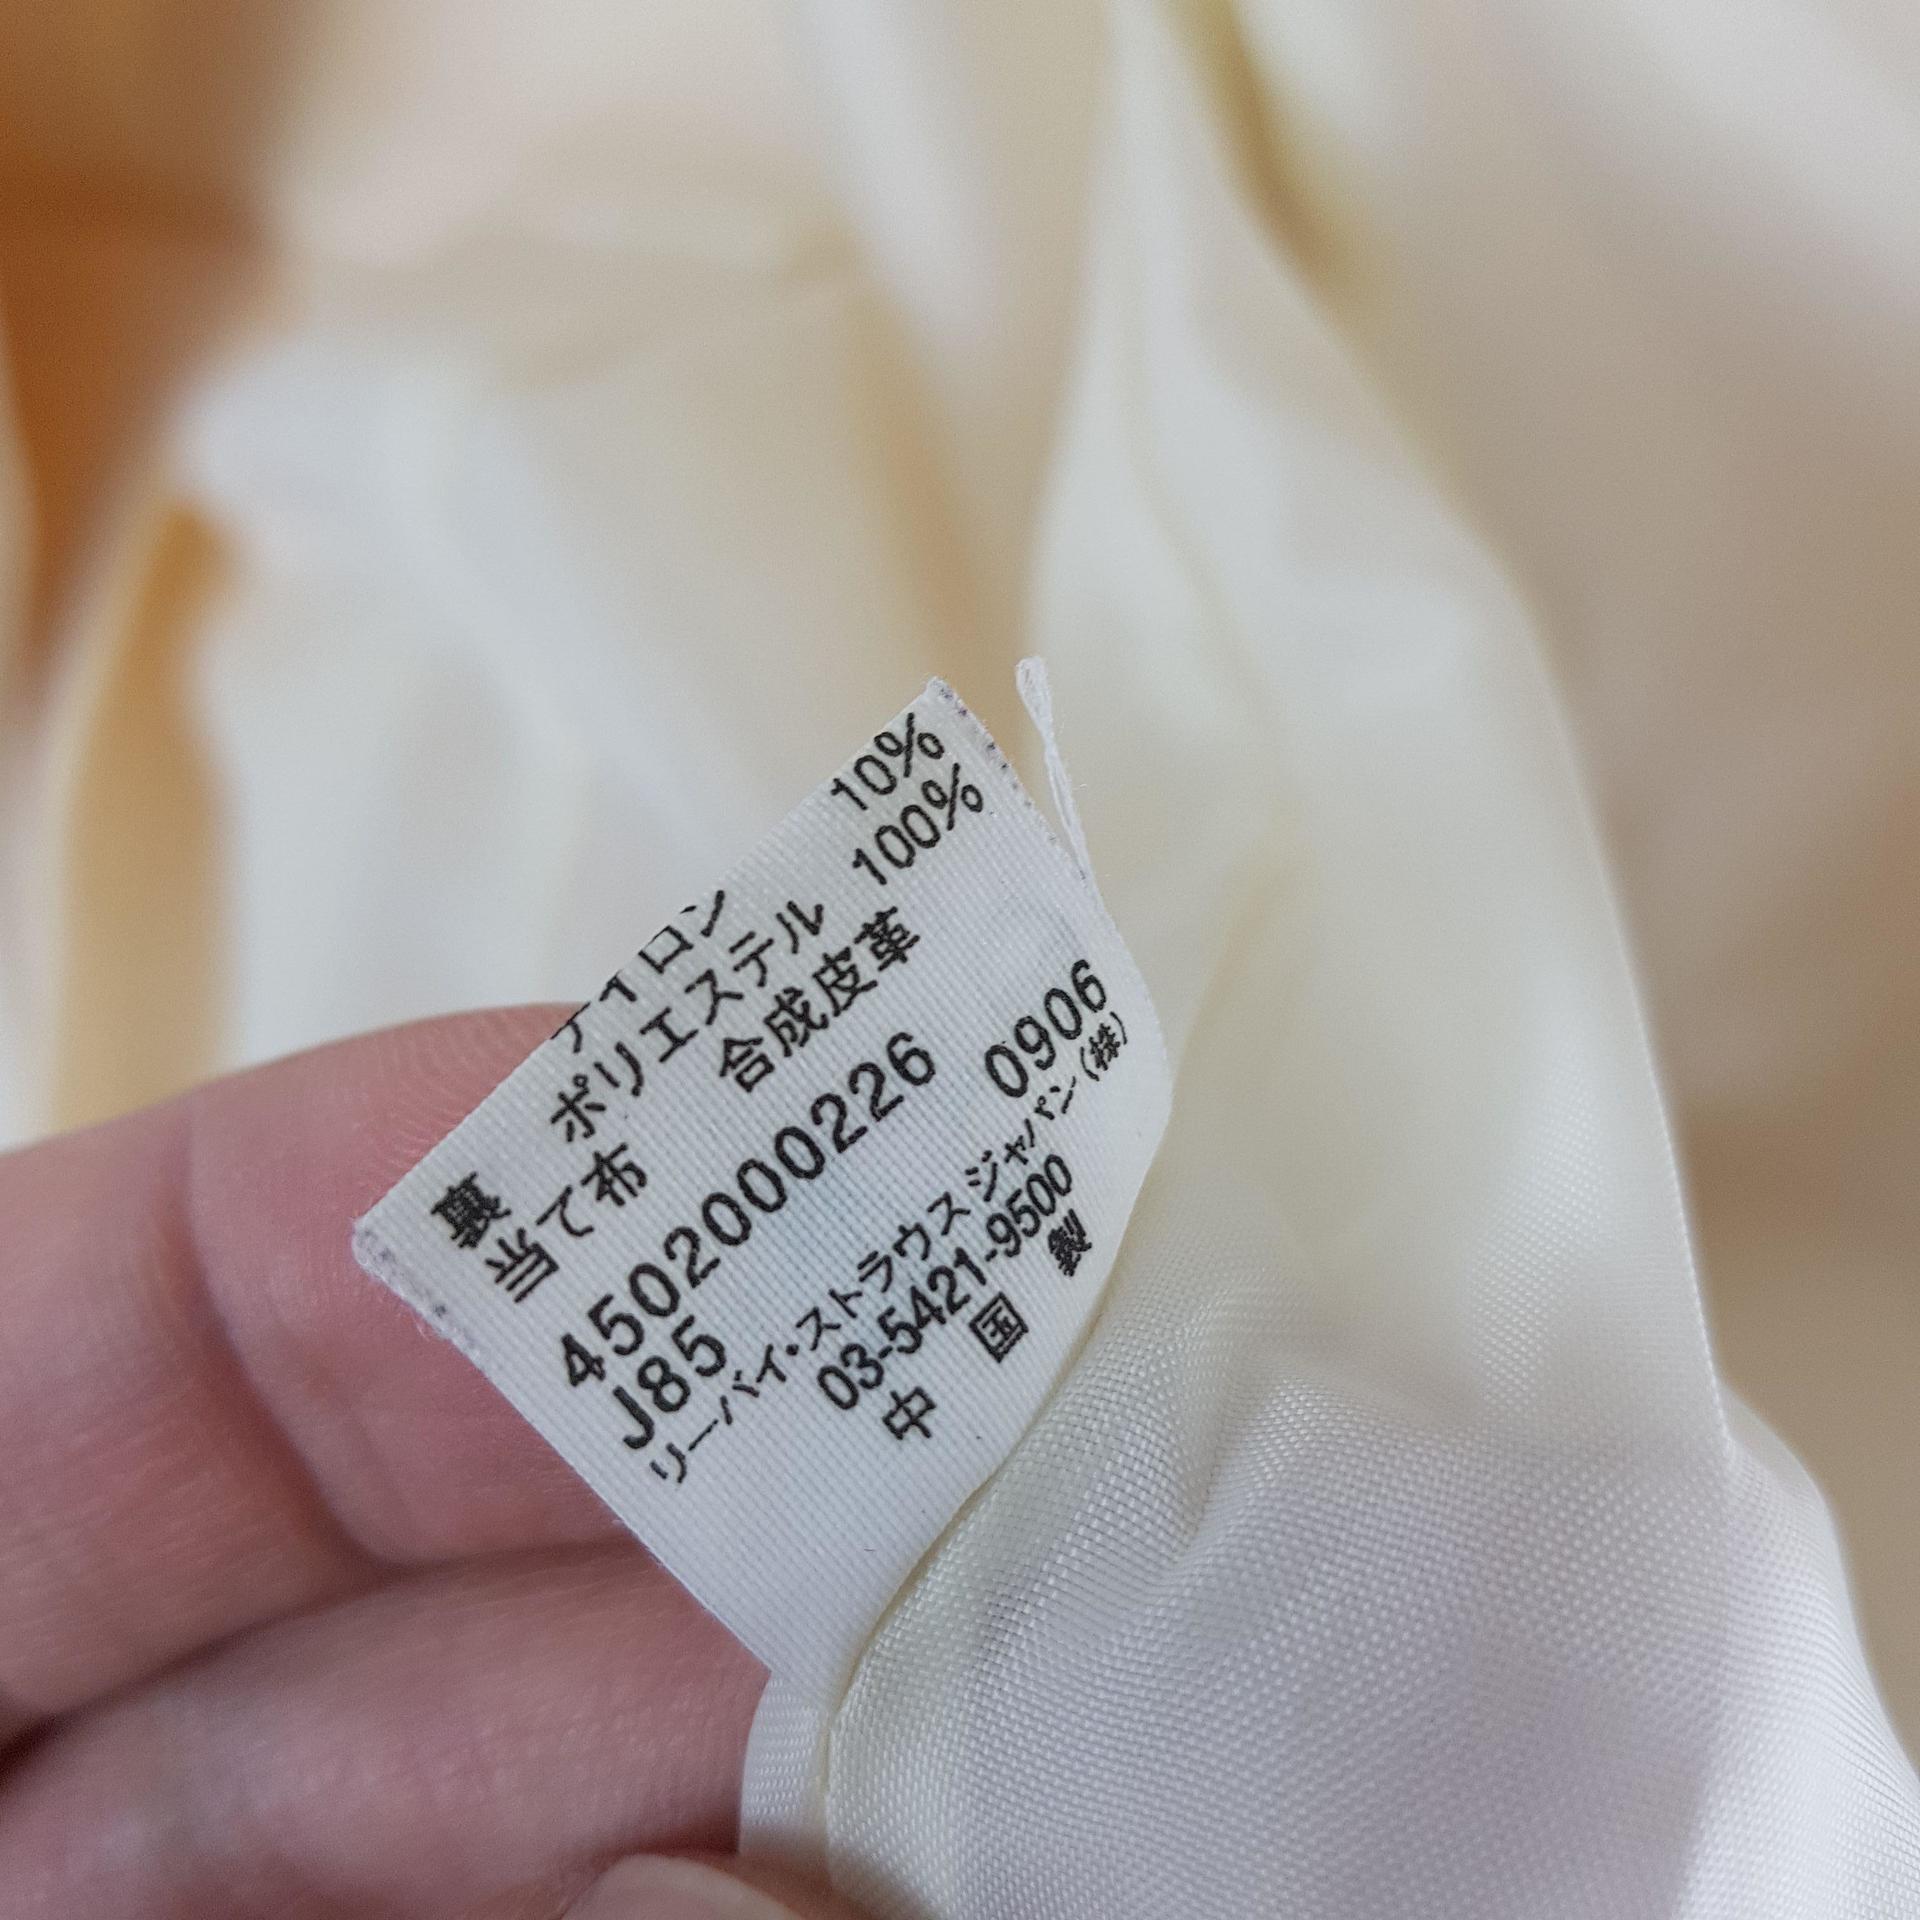 ナイロン 10%
裏 ポリエステル 100%
当て布 合成皮革
4502000226 0906
J85
リーバイ・ストラウス ジャパン(株)
03-5421-9500
中国製